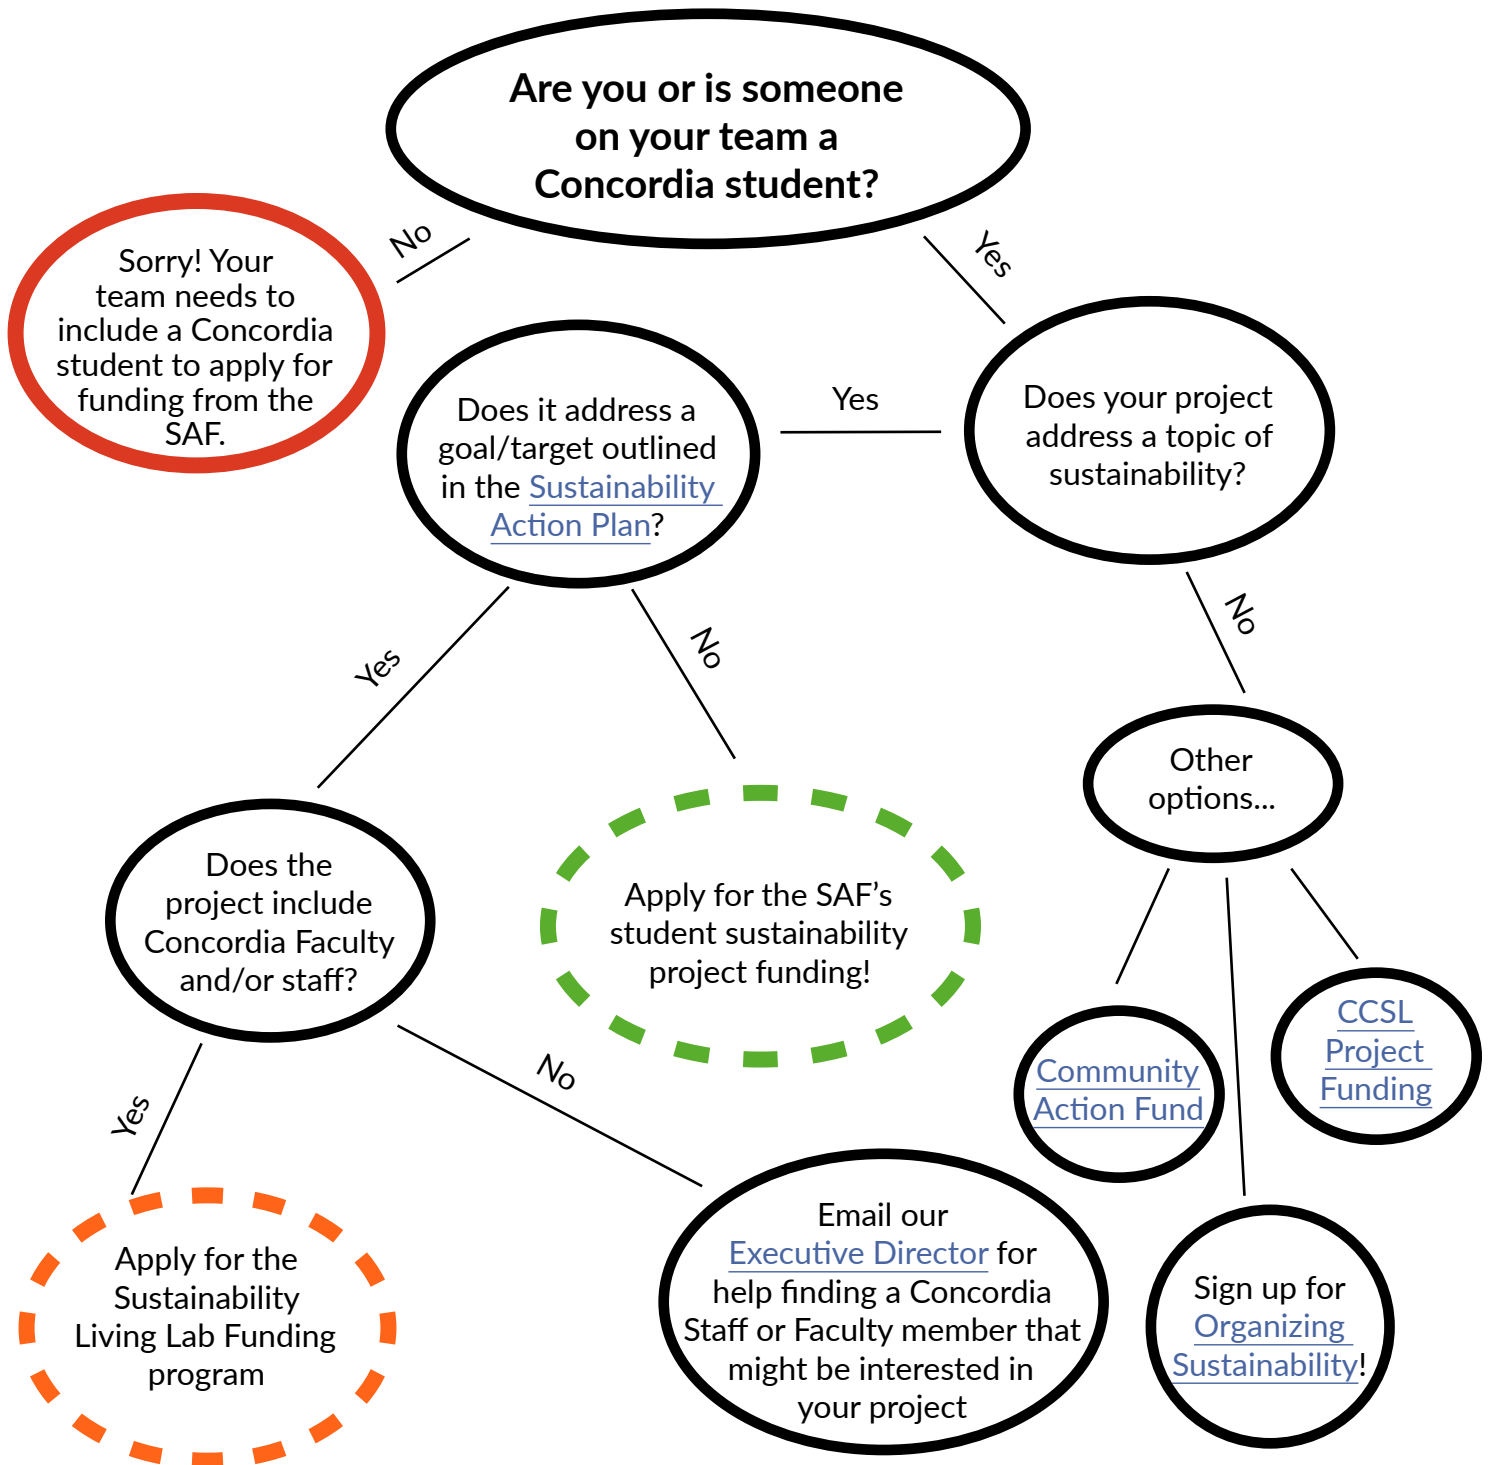 Are you or is someone
on your team a
Concordia student?
No
Yes
Sorry! Your
team needs to
include a Concordia
student to apply for
funding from the
SAF.
Does it address a
goal/target outlined
in the Sustainability
Action Plan?
Yes
Does your project
address a topic of
sustainability?
Yes
No
No
Other
options...
Does the
project include
Concordia Faculty
and/or staff?
Apply for the SAF’s
student sustainability
project funding!
Community
Action Fund
CCSL
Project
Funding
Yes
No
Apply for the
Sustainability
Living Lab Funding
program
Email our
Executive Director for
help finding a Concordia
Staff or Faculty member that
might be interested in
your project
Sign up for
Organizing
Sustainability!